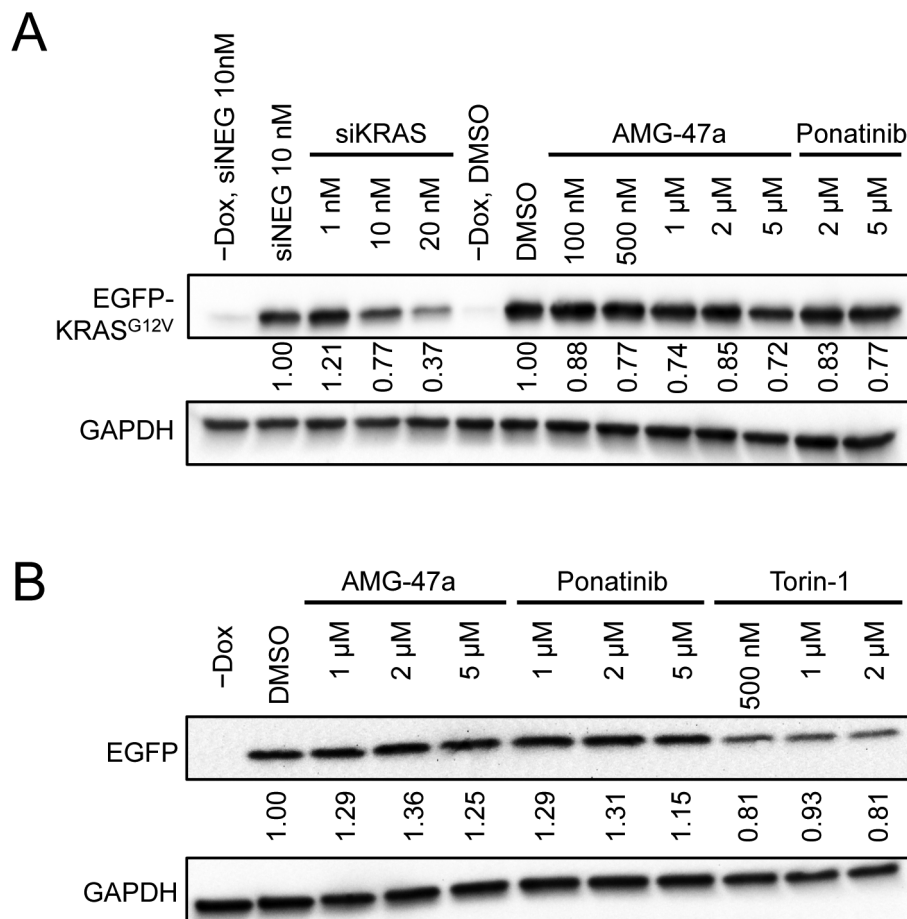 A
−Dox, siNEG 10nM
siNEG 10 nM
siKRAS
1 nM
10 nM
20 nM
−Dox, DMSO
DMSO
AMG-47a
100 nM
500 nM
1 µM
2 µM
5 µM
Ponatinib
2 µM
5 µM
EGFP-
KRASG12V
1.00 1.21 0.77 0.37 1.00 0.88 0.77 0.74 0.85 0.72 0.83 0.77
GAPDH
B
−Dox
DMSO
AMG-47a
1 µM
2 µM
5 µM
Ponatinib
1 µM
2 µM
5 µM
Torin-1
500 nM
1 µM
2 µM
EGFP
1.00 1.29 1.36 1.25 1.29 1.31 1.15 0.81 0.93 0.81
GAPDH